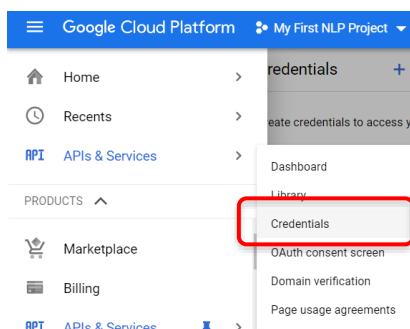 Google Cloud Platform
My First NLP Project
Home
redentials
Recents
eate credentials to access y
API APIs & Services
Dashboard
PRODUCTS
Library
Credentials
Marketplace
OAuth consent screen
Domain verification
Billing
Page usage agreements
API APIs & Services